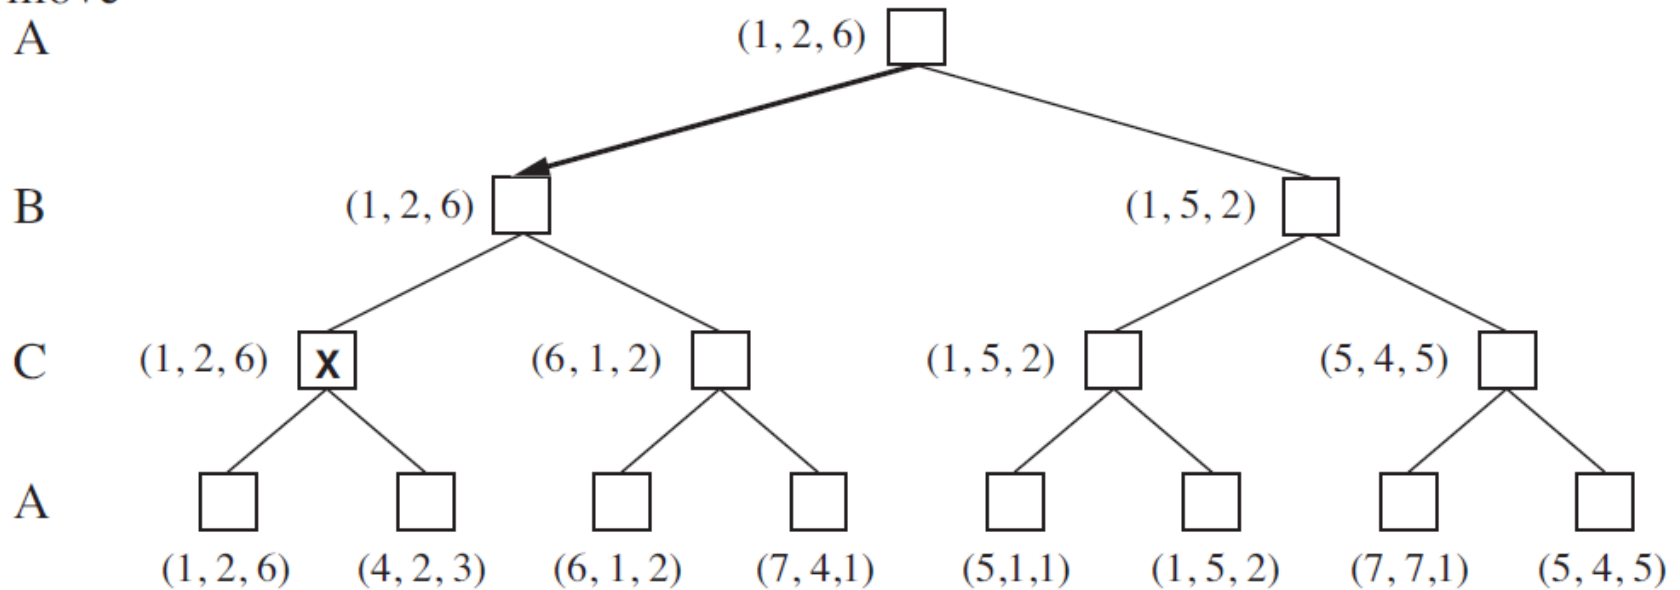 move
A (1, 2, 6)
B (1, 2, 6) (1, 5, 2)
C (1, 2, 6) X (6, 1, 2) (1, 5, 2) (5, 4, 5)
A
(1, 2, 6) (4, 2, 3) (6, 1, 2) (7, 4,1) (5,1,1) (1, 5, 2) (7, 7,1) (5, 4, 5)